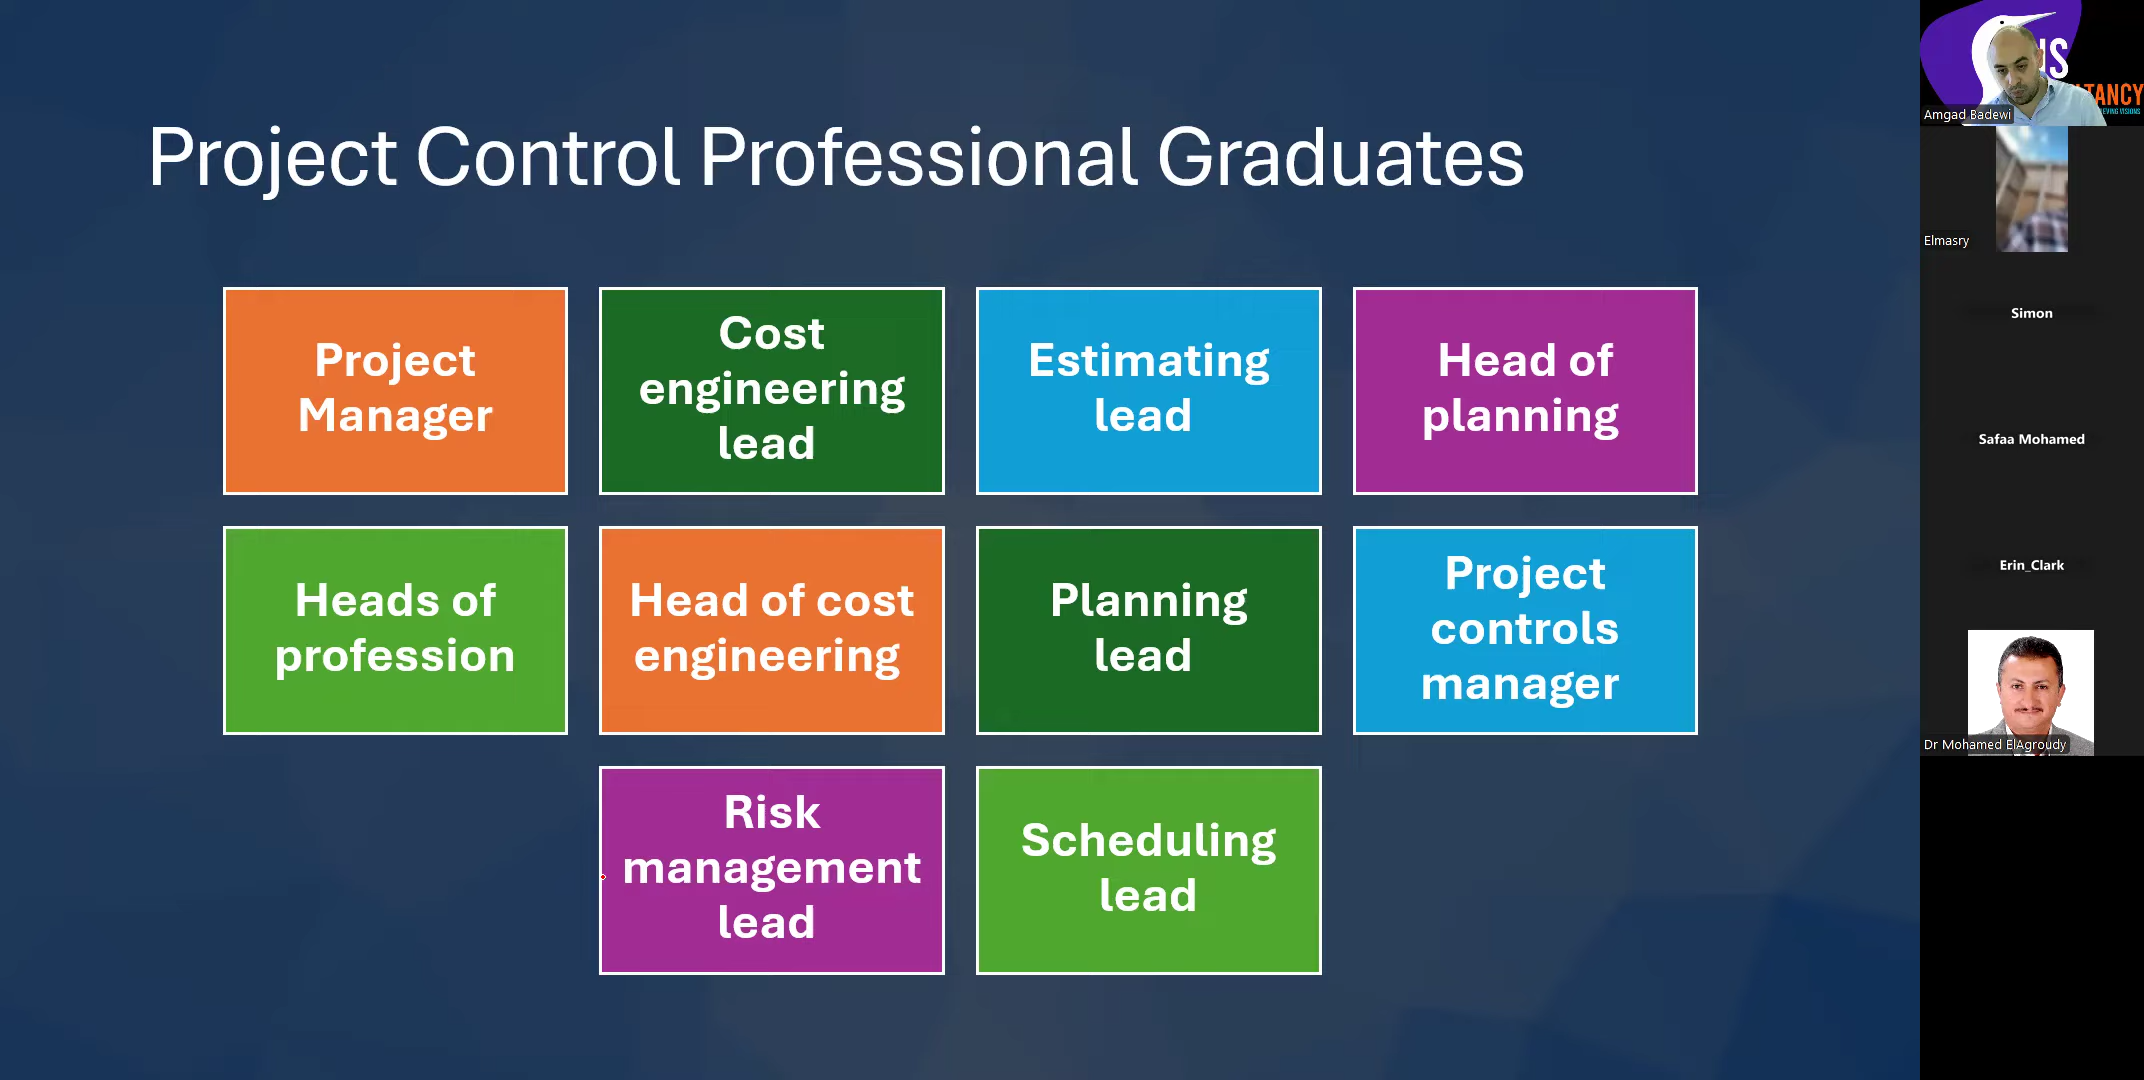 Project Control Professional Graduates
Project
Manager
Cost
engineering
lead
Estimating
lead
Head of
planning
Heads of
profession
Head of cost
engineering
Planning
lead
Project
controls
manager
Risk
management
lead
Scheduling
lead
US
TANCY
Amgad Badewi
Elmasry
Simon
Safaa Mohamed
Erin_Clark
Dr Mohamed ElAgroudy